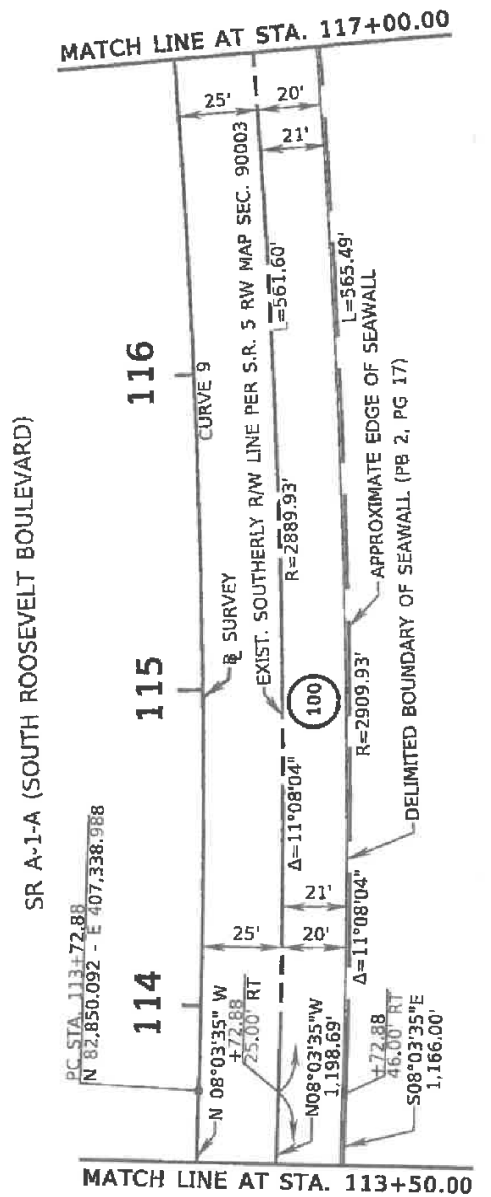 MATCH LINE AT STA. 117+00.00
25'
20'
21'
SR A-1-A (SOUTH ROOSEVELT BOULEVARD)
116
CURVE 9
EXIST. SOUTHERLY R/W LINE PER S.R. 5 RW MAP SEC. 90003
L=561.60'
L=565.49'
APPROXIMATE EDGE OF SEAWALL
R=2889.93'
115
℄ SURVEY
100
R=2909.93'
DELIMITED BOUNDARY OF SEAWALL (PB 2, PG 17)
Δ=11°08'04"
Δ=11°08'04"
21'
25'
20'
PC STA. 113+72.88
N 82,850.092 - E 407,338.988
114
N 08°03'35" W
+72.88
25.00' RT
N08°03'35"W
1,198.69'
+72.88
46.00' RT
S08°03'35"E
1,166.00'
MATCH LINE AT STA. 113+50.00